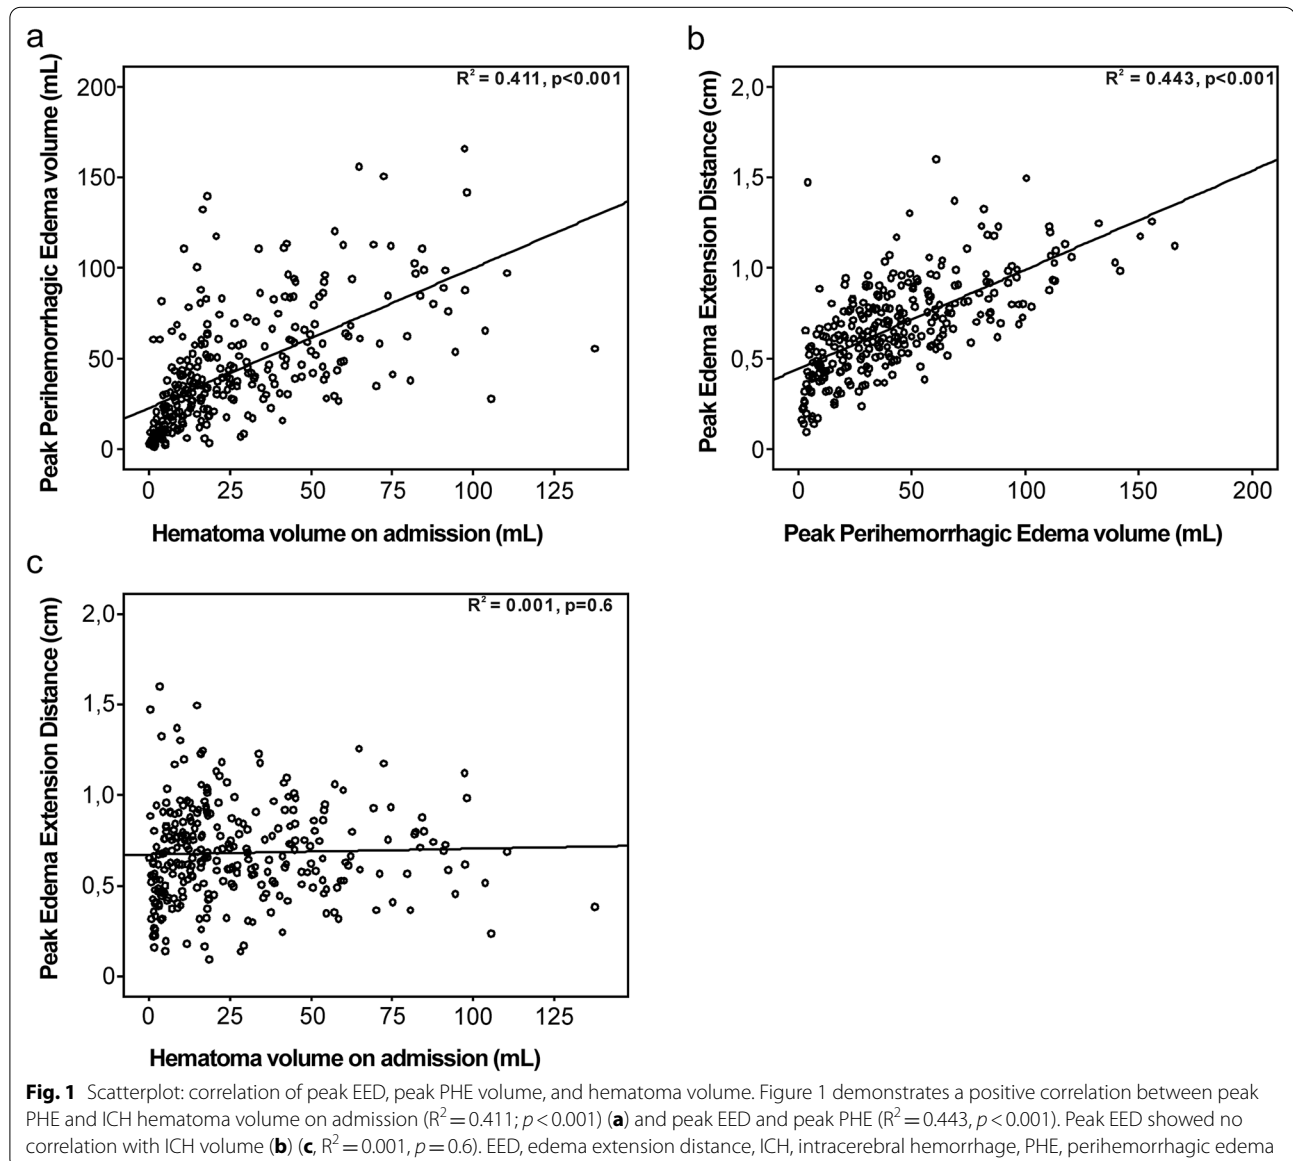 a
R² = 0.411, p<0.001
Peak Perihemorrhagic Edema volume (mL)
200
150
100
50
0
0 25 50 75 100 125
Hematoma volume on admission (mL)
b
R² = 0.443, p<0.001
Peak Edema Extension Distance (cm)
2,0
1,5
1,0
0,5
0
0 50 100 150 200
Peak Perihemorrhagic Edema volume (mL)
c
R² = 0.001, p=0.6
Peak Edema Extension Distance (cm)
2,0
1,5
1,0
0,5
0
0 25 50 75 100 125
Hematoma volume on admission (mL)
Fig. 1 Scatterplot: correlation of peak EED, peak PHE volume, and hematoma volume. Figure 1 demonstrates a positive correlation between peak
PHE and ICH hematoma volume on admission (R² = 0.411; p < 0.001) (a) and peak EED and peak PHE (R² = 0.443, p < 0.001). Peak EED showed no
correlation with ICH volume (b) (c, R² = 0.001, p = 0.6). EED, edema extension distance, ICH, intracerebral hemorrhage, PHE, perihemorrhagic edema